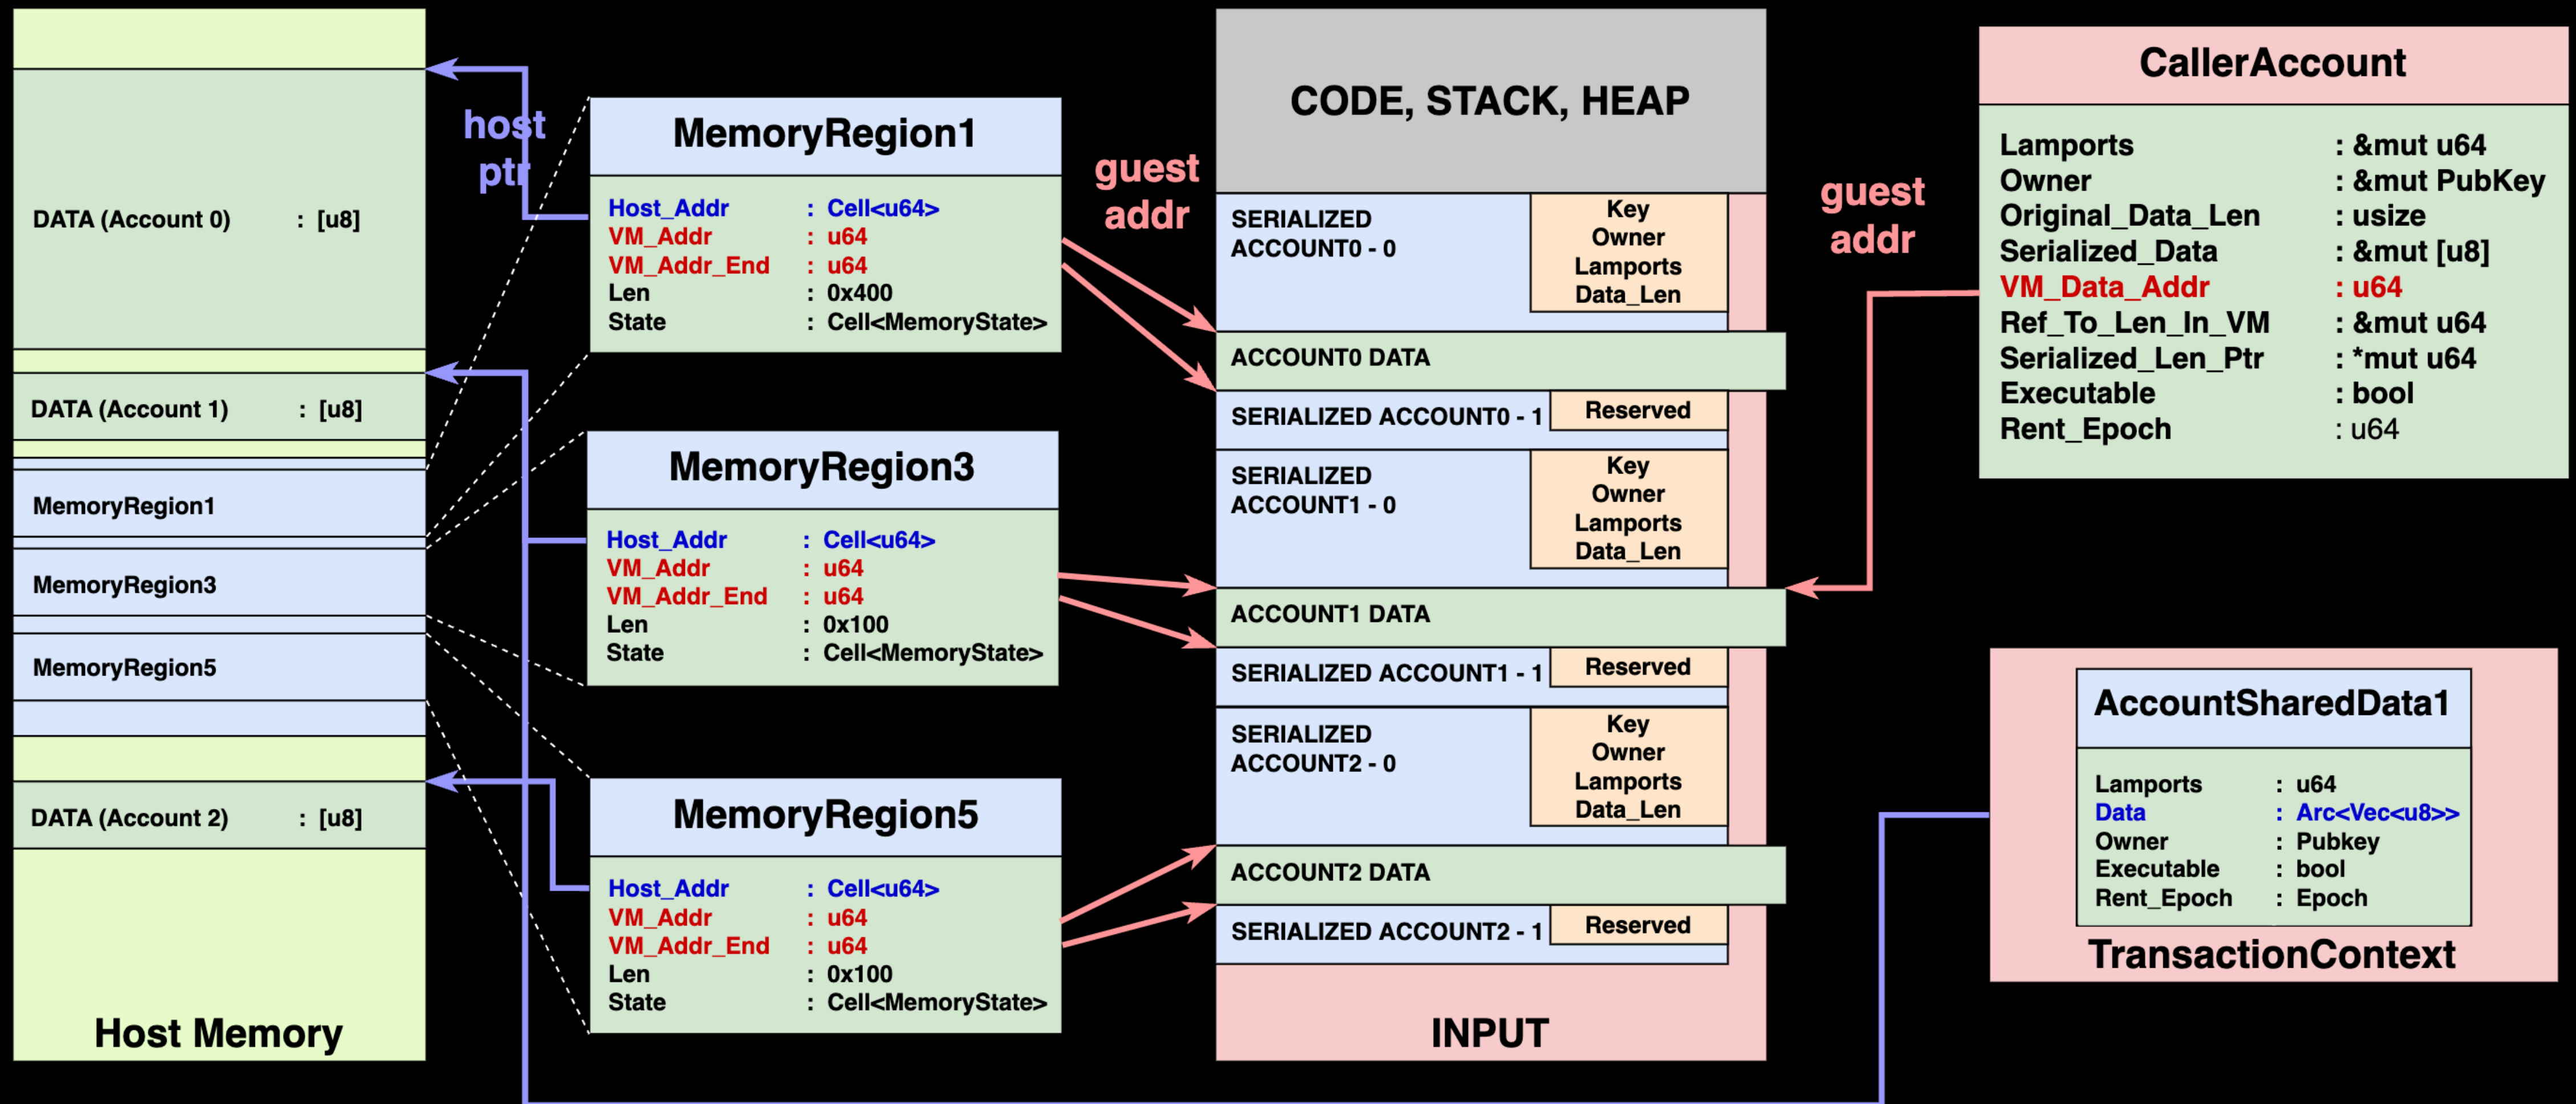 DATA (Account 0) : [u8]
DATA (Account 1) : [u8]
MemoryRegion1
MemoryRegion3
MemoryRegion5
DATA (Account 2) : [u8]
Host Memory
host
ptr
MemoryRegion1
Host_Addr : Cell<u64>
VM_Addr : u64
VM_Addr_End : u64
Len : 0x400
State : Cell<MemoryState>
MemoryRegion3
Host_Addr : Cell<u64>
VM_Addr : u64
VM_Addr_End : u64
Len : 0x100
State : Cell<MemoryState>
MemoryRegion5
Host_Addr : Cell<u64>
VM_Addr : u64
VM_Addr_End : u64
Len : 0x100
State : Cell<MemoryState>
guest
addr
CODE, STACK, HEAP
SERIALIZED
ACCOUNT0 - 0
Key
Owner
Lamports
Data_Len
ACCOUNT0 DATA
SERIALIZED ACCOUNT0 - 1
Reserved
SERIALIZED
ACCOUNT1 - 0
Key
Owner
Lamports
Data_Len
ACCOUNT1 DATA
SERIALIZED ACCOUNT1 - 1
Reserved
SERIALIZED
ACCOUNT2 - 0
Key
Owner
Lamports
Data_Len
ACCOUNT2 DATA
SERIALIZED ACCOUNT2 - 1
Reserved
INPUT
guest
addr
CallerAccount
Lamports : &mut u64
Owner : &mut PubKey
Original_Data_Len : usize
Serialized_Data : &mut [u8]
VM_Data_Addr : u64
Ref_To_Len_In_VM : &mut u64
Serialized_Len_Ptr : *mut u64
Executable : bool
Rent_Epoch : u64
AccountSharedData1
Lamports : u64
Data : Arc<Vec<u8>>
Owner : Pubkey
Executable : bool
Rent_Epoch : Epoch
TransactionContext